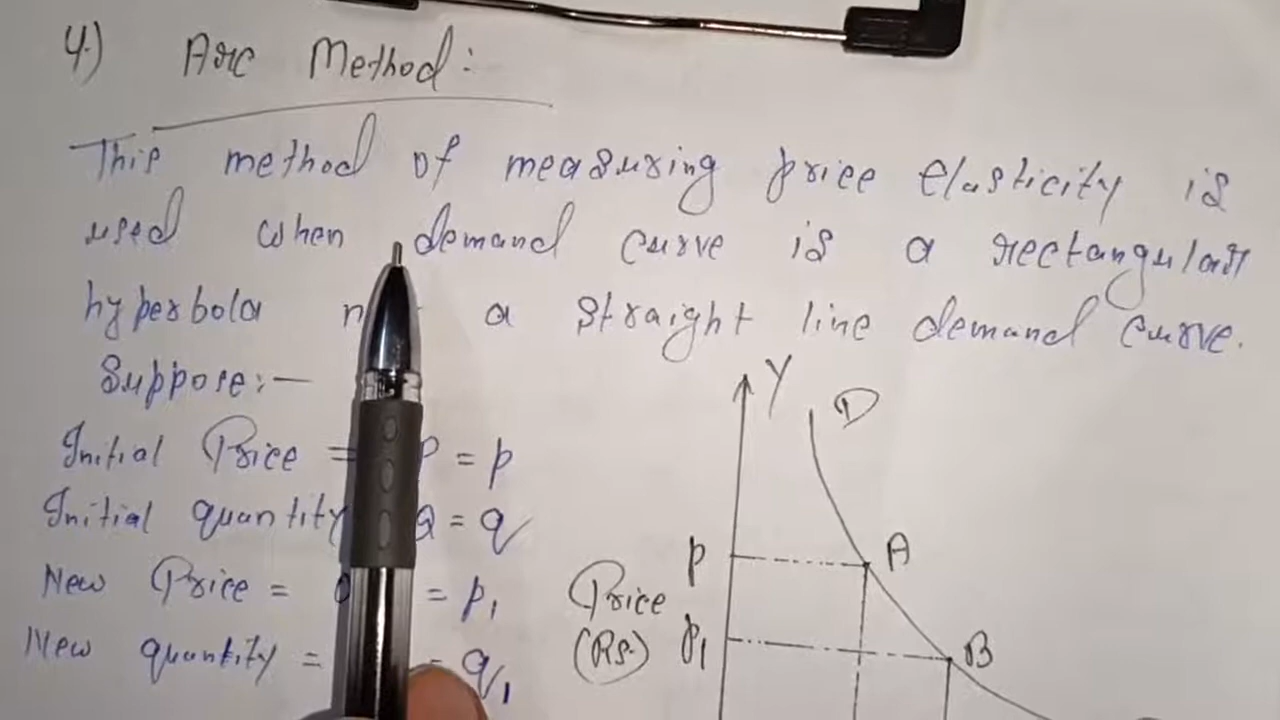 4.) Arc Method:
This method of measuring price elasticity is
used when demand curve is a rectangular
hyperbola a straight line demand curve.
Suppose:—
Initial Price = P = p
Initial quantity Q = q
New Price = = p1
New quantity = = q1
Y
D
p
A
Price
(Rs.)
p1
B